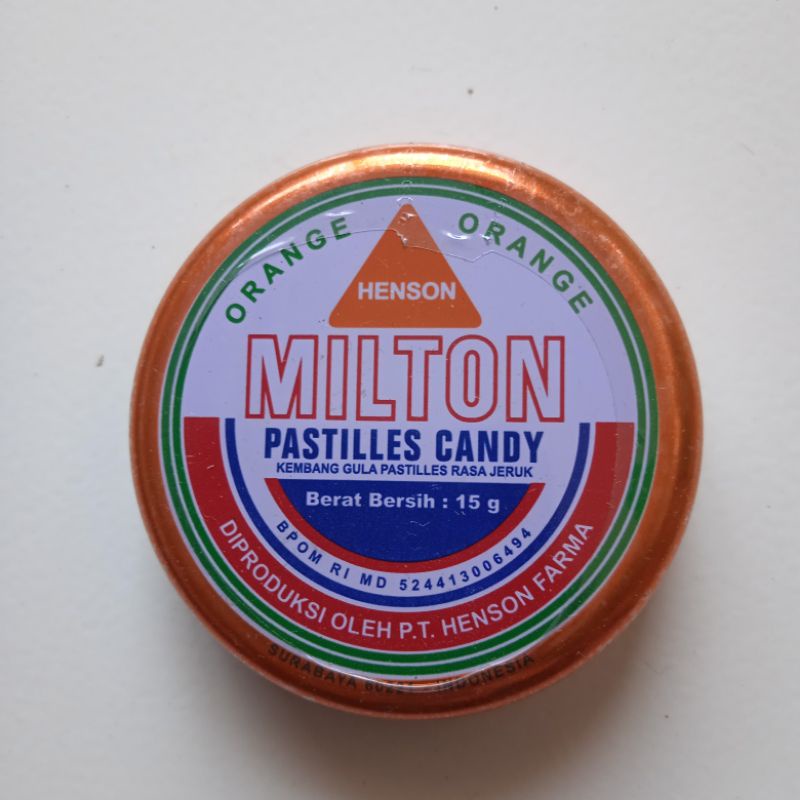 ORANGE ORANGE
HENSON
MILTON
PASTILLES CANDY
KEMBANG GULA PASTILLES RASA JERUK
Berat Bersih : 15 g
BPOM RI MD 524413006494
DIPRODUKSI OLEH P.T. HENSON FARMA
SURABAYA INDONESIA